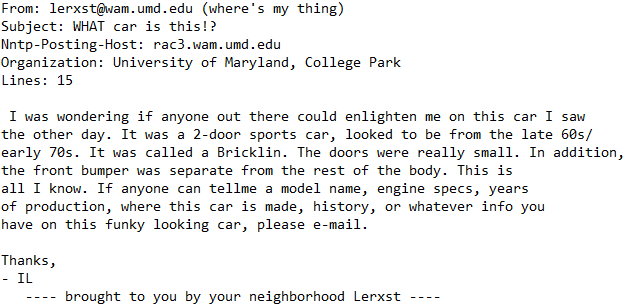 From: lerxst@wam.umd.edu (where's my thing)
Subject: WHAT car is this!?
Nntp-Posting-Host: rac3.wam.umd.edu
Organization: University of Maryland, College Park
Lines: 15

 I was wondering if anyone out there could enlighten me on this car I saw
the other day. It was a 2-door sports car, looked to be from the late 60s/
early 70s. It was called a Bricklin. The doors were really small. In addition,
the front bumper was separate from the rest of the body. This is
all I know. If anyone can tellme a model name, engine specs, years
of production, where this car is made, history, or whatever info you
have on this funky looking car, please e-mail.

Thanks,
- IL
   ---- brought to you by your neighborhood Lerxst ----